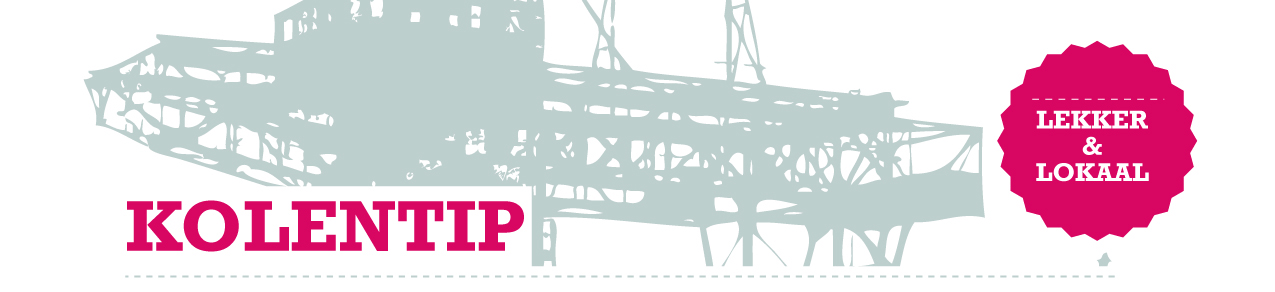 LEKKER
&
LOKAAL
KOLENTIP